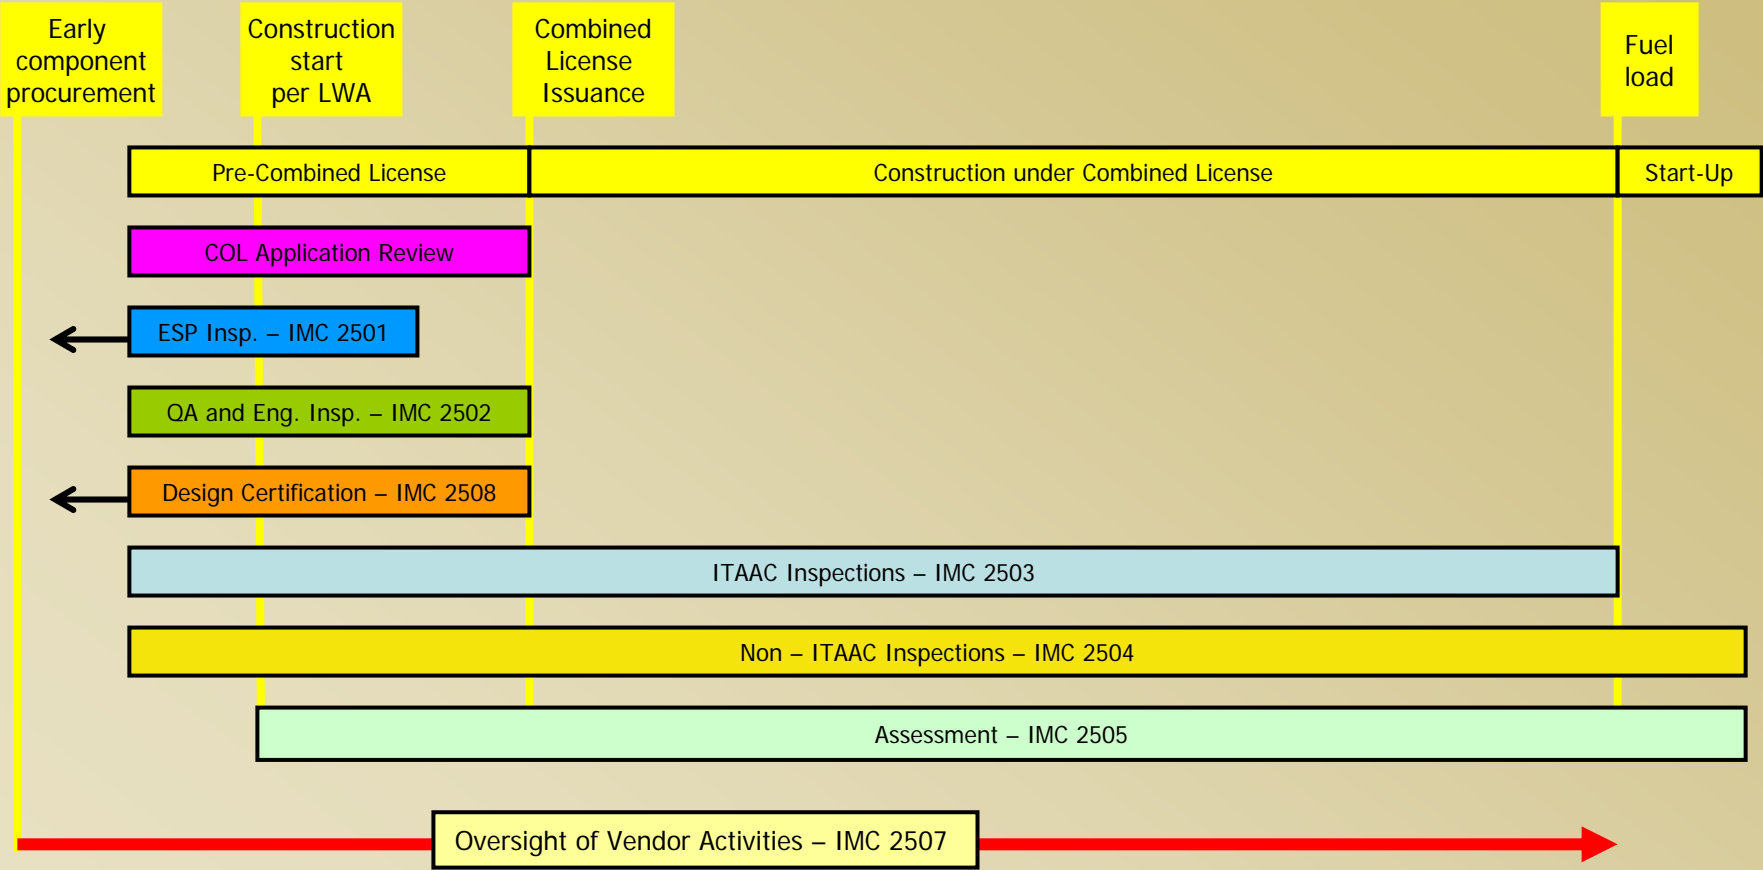 Early
component
procurement
Construction
start
per LWA
Combined
License
Issuance
Fuel
load
Pre-Combined License
Construction under Combined License
Start-Up
COL Application Review
ESP Insp. – IMC 2501
QA and Eng. Insp. – IMC 2502
Design Certification – IMC 2508
ITAAC Inspections – IMC 2503
Non – ITAAC Inspections – IMC 2504
Assessment – IMC 2505
Oversight of Vendor Activities – IMC 2507